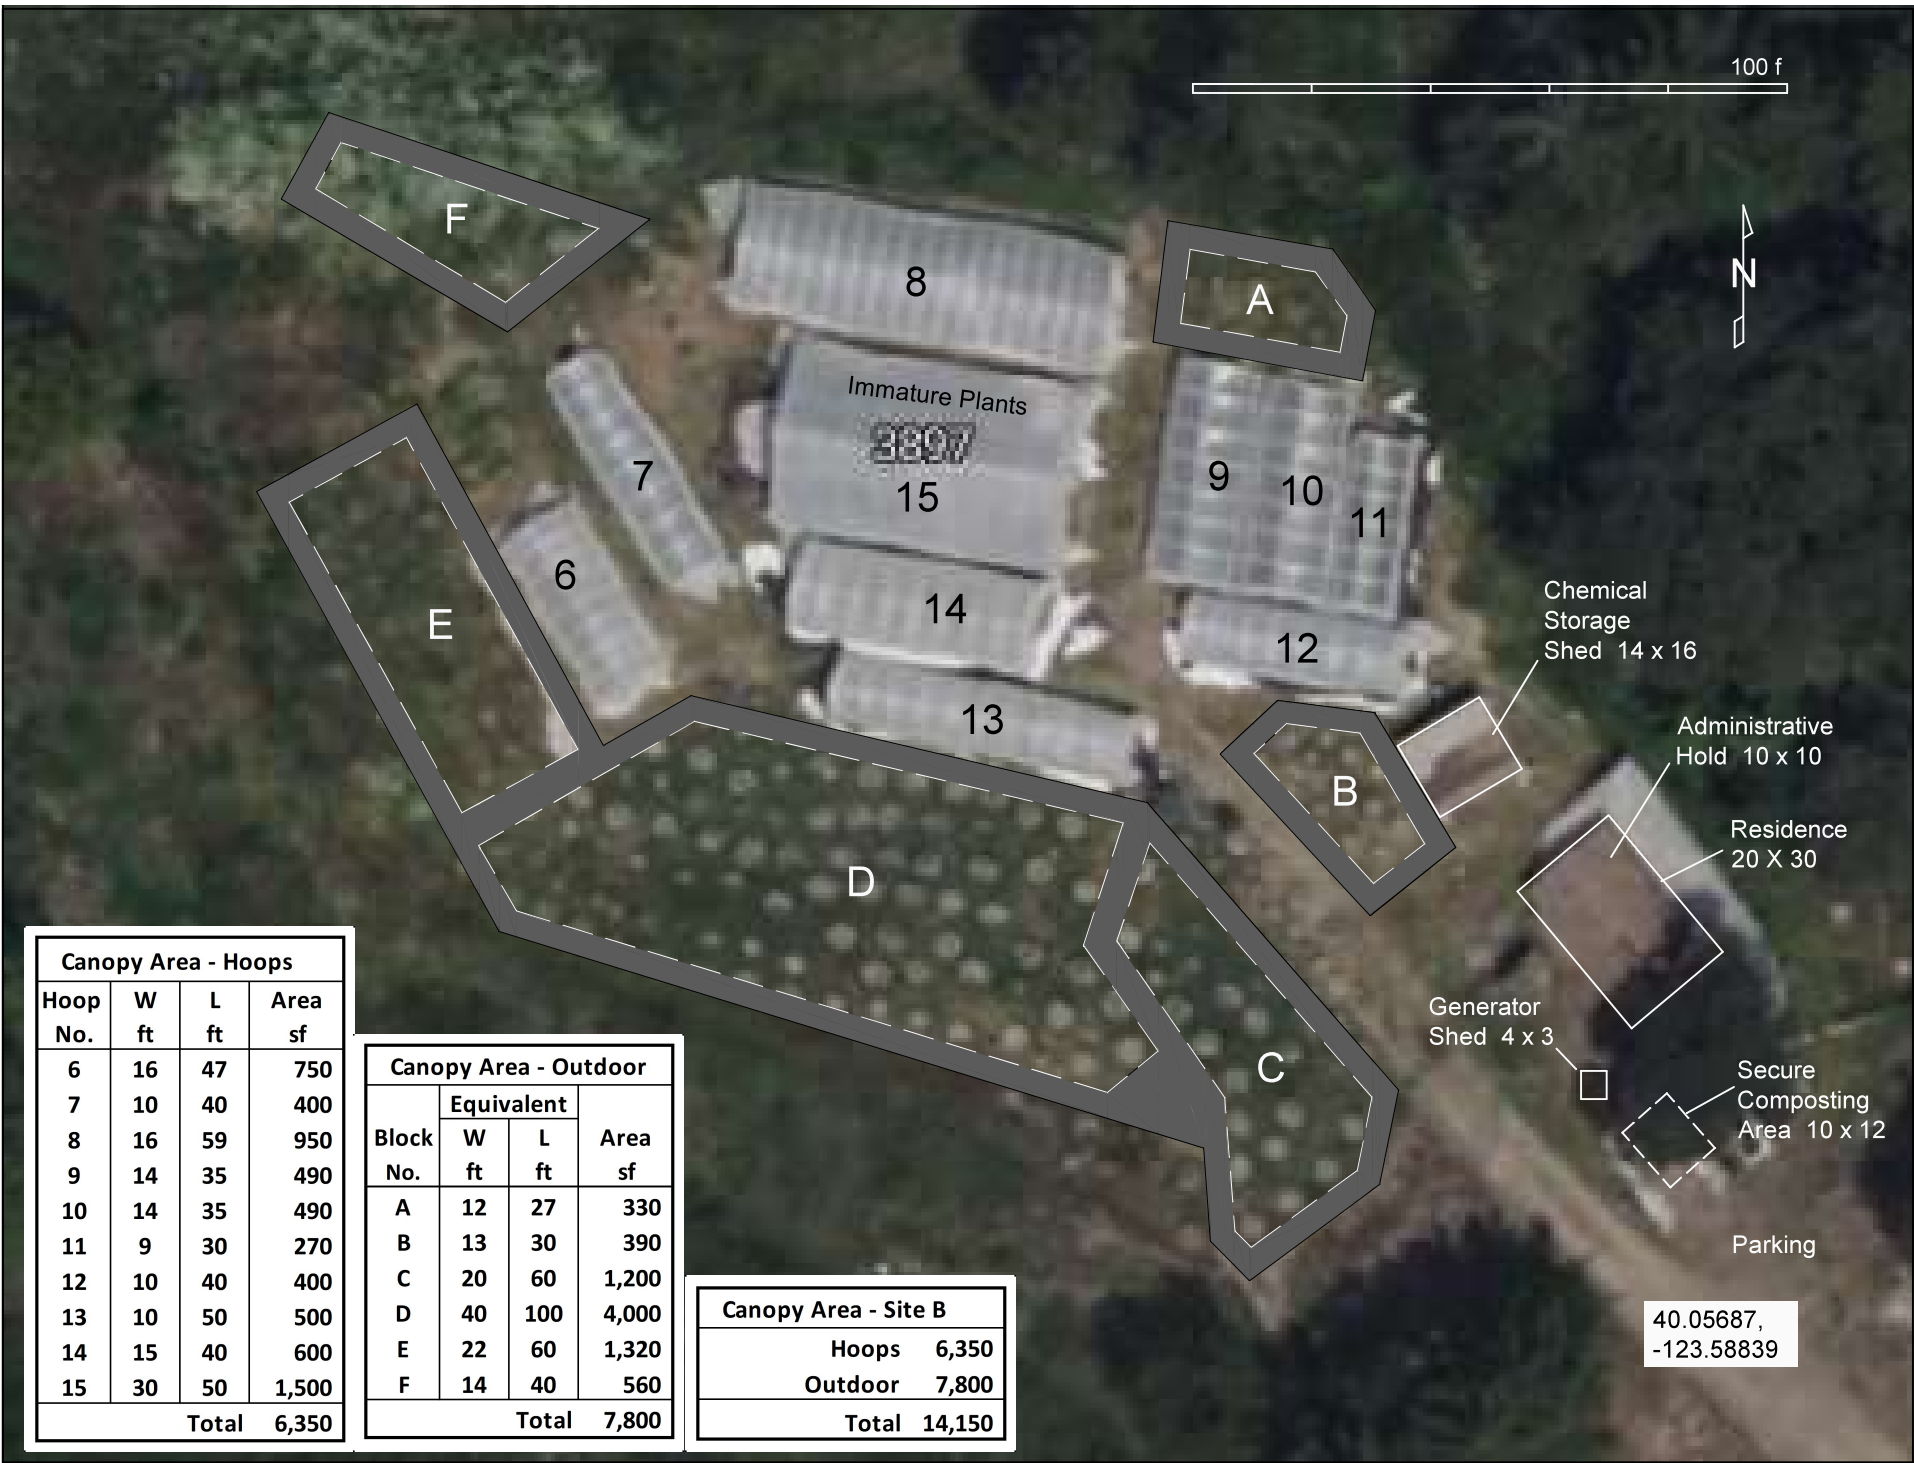 100 f
N
F
8
A
Immature Plants
15
7
9
10
11
6
14
12
E
13
Chemical
Storage
Shed 14 x 16
Administrative
Hold 10 x 10
B
Residence
20 X 30
D
C
Generator
Shed 4 x 3
Secure
Composting
Area 10 x 12
Parking
40.05687,
-123.58839
Canopy Area - Hoops
Hoop W L Area
No. ft ft sf
6 16 47 750
7 10 40 400
8 16 59 950
9 14 35 490
10 14 35 490
11 9 30 270
12 10 40 400
13 10 50 500
14 15 40 600
15 30 50 1,500
Total 6,350
Canopy Area - Outdoor
Equivalent
Block W L Area
No. ft ft sf
A 12 27 330
B 13 30 390
C 20 60 1,200
D 40 100 4,000
E 22 60 1,320
F 14 40 560
Total 7,800
Canopy Area - Site B
Hoops 6,350
Outdoor 7,800
Total 14,150